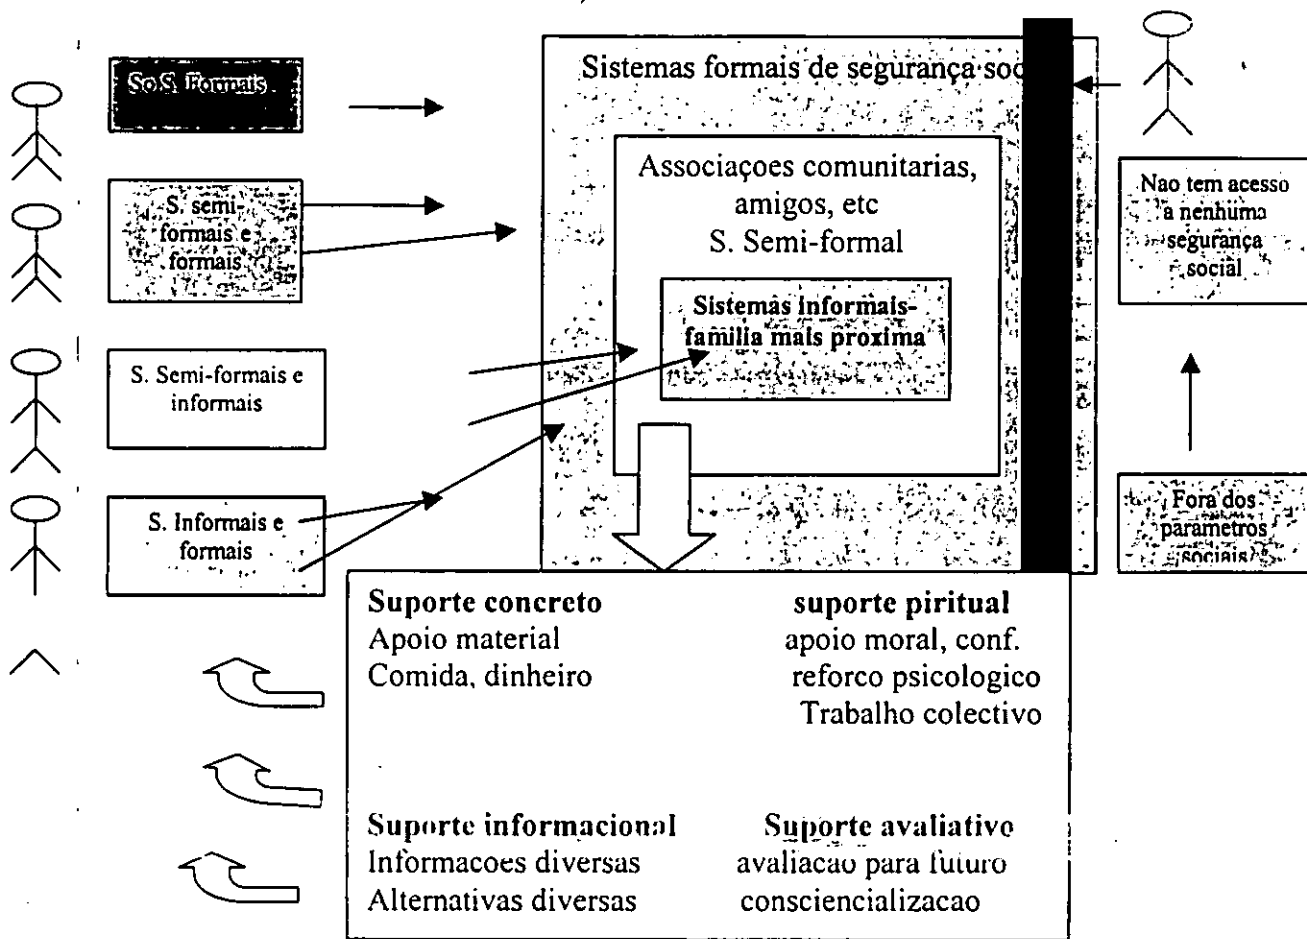 So S. Formais
S. semi-
formais e
formais
S. Semi-formais e
informais
S. Informais e
formais
Sistemas formais de segurança soc
Associaçoes comunitarias,
amigos, etc
S. Semi-formal
Sistemas informais-
familia mais proxima
Nao tem acesso
a nenhuma
segurança
social
Fora dos
parametros
sociais
Suporte concreto
Apoio material
Comida, dinheiro
suporte piritual
apoio moral, conf.
reforco psicologico
Trabalho colectivo
Suporte informacional
Informacoes diversas
Alternativas diversas
Suporte avaliativo
avaliacao para futuro
consciencializacao